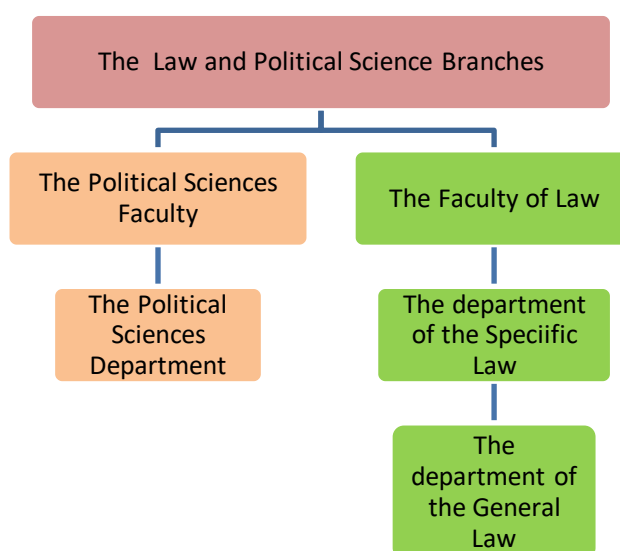 The Law and Political Science Branches
The Political Sciences
Faculty
The Faculty of Law
The Political
Sciences
Department
The department
of the Speciific
Law
The
department of
the General
Law